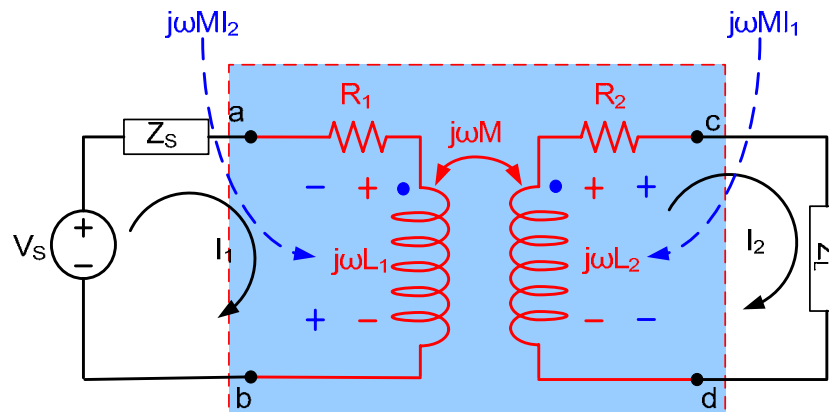 jωMI2
jωMI1
a
R1
R2
c
ZS
jωM
− + + +
+
−
VS
I1
jωL1
jωL2
I2
ZL
+ − − −
b
d